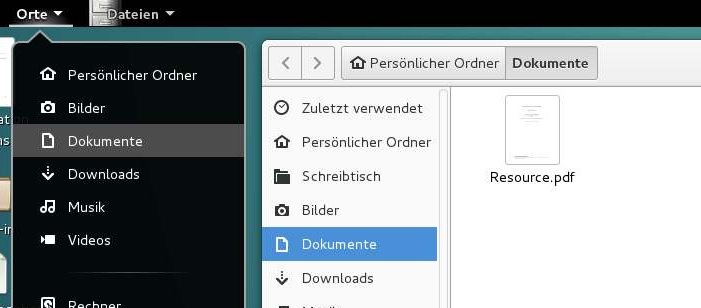 Orte
Dateien
Persönlicher Ordner
Bilder
Dokumente
Downloads
Musik
Videos
Rechner
Persönlicher Ordner
Dokumente
Zuletzt verwendet
Persönlicher Ordner
Schreibtisch
Bilder
Dokumente
Downloads
Resource.pdf